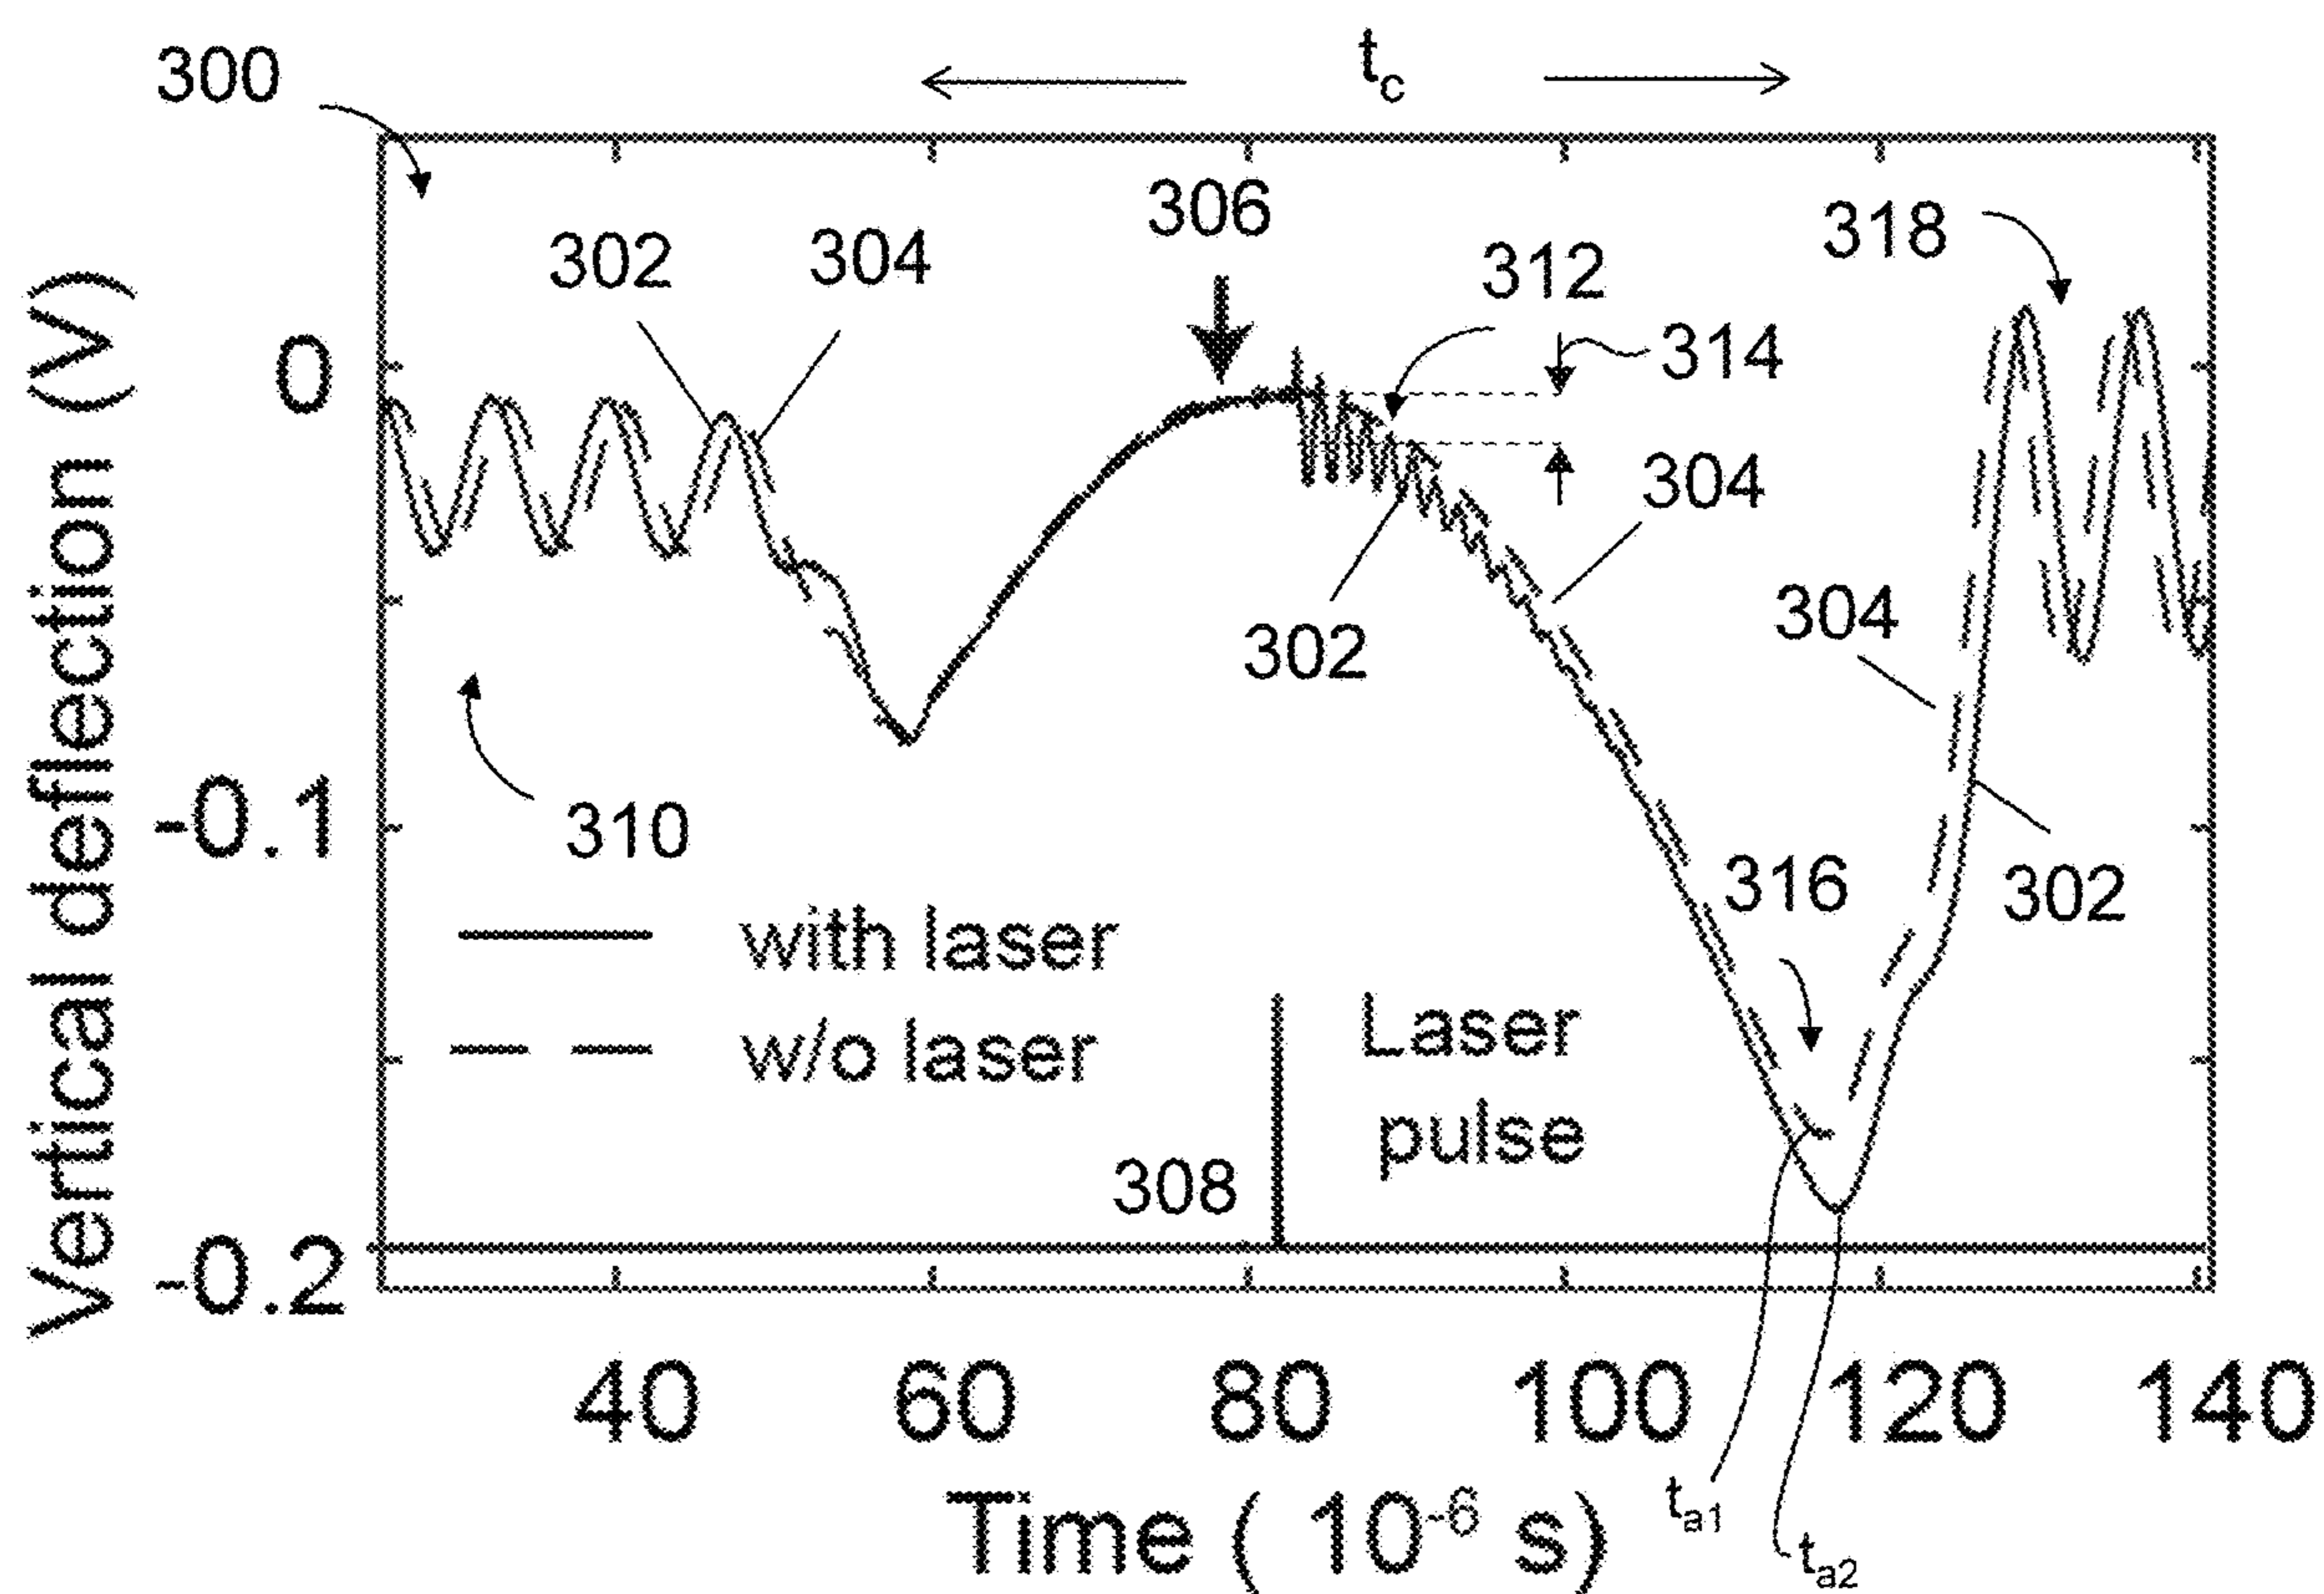 t_c
300
306
318
302 304
312
314
0
304
304
302
-0.1
310
316
302
with laser
w/o laser
Laser
pulse
308
-0.2
40 60 80 100 120 140
t_a1
t_a2
Time ( 10^-6 s)
Vertical deflection (V)